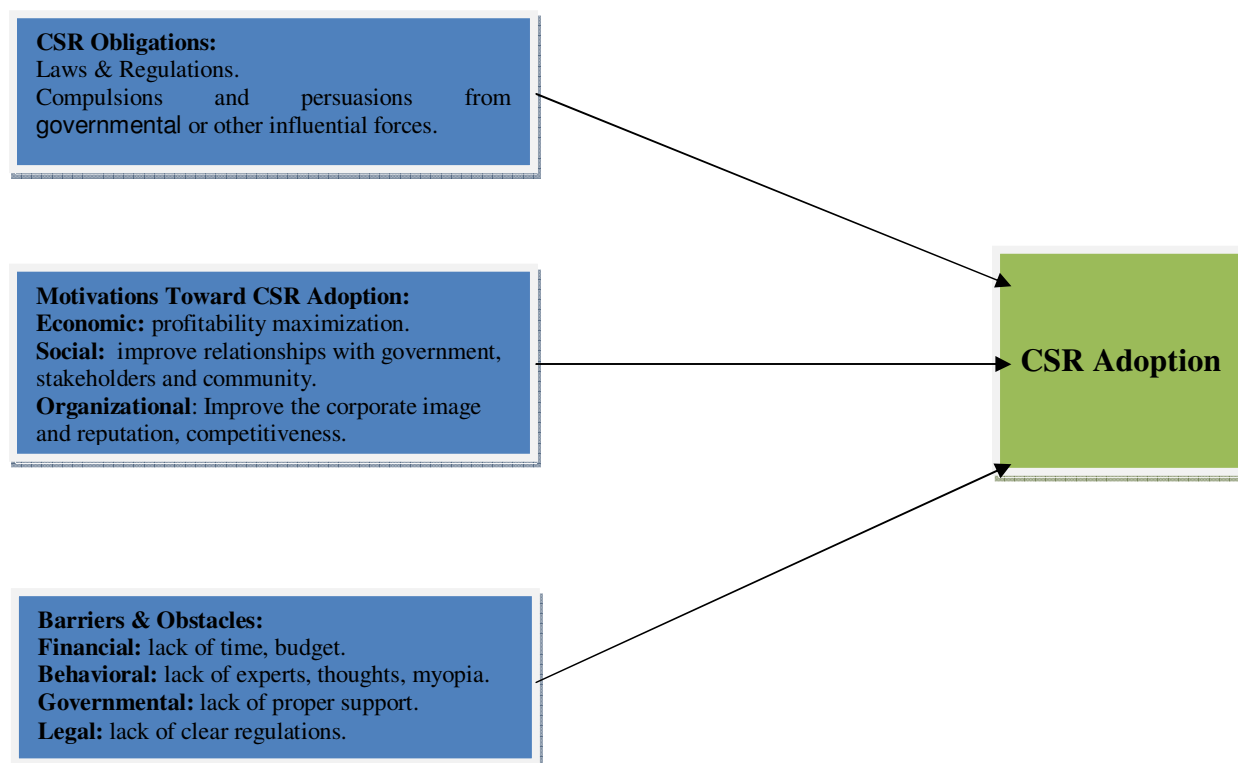 CSR Obligations:
Laws & Regulations.
Compulsions and persuasions from
governmental or other influential forces.
Motivations Toward CSR Adoption:
Economic: profitability maximization.
Social: improve relationships with government,
stakeholders and community.
Organizational: Improve the corporate image
and reputation, competitiveness.
CSR Adoption
Barriers & Obstacles:
Financial: lack of time, budget.
Behavioral: lack of experts, thoughts, myopia.
Governmental: lack of proper support.
Legal: lack of clear regulations.